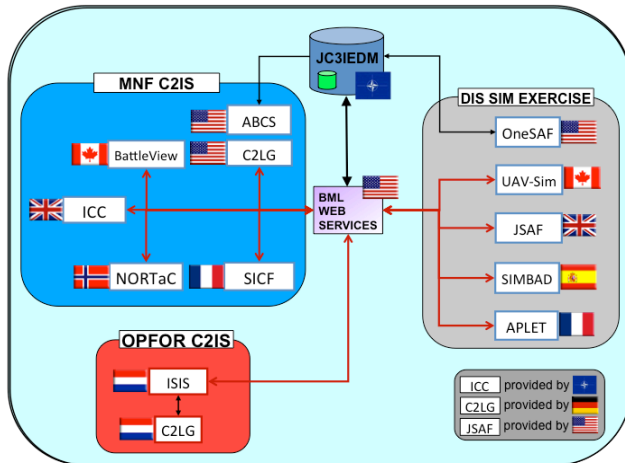 JC3IEDM
MNF C2IS
ABCS
BattleView
C2LG
ICC
NORTaC
SICF
BML
WEB
SERVICES
DIS SIM EXERCISE
OneSAF
UAV-Sim
JSAF
SIMBAD
APLET
OPFOR C2IS
ISIS
C2LG
ICC provided by
C2LG provided by
JSAF provided by